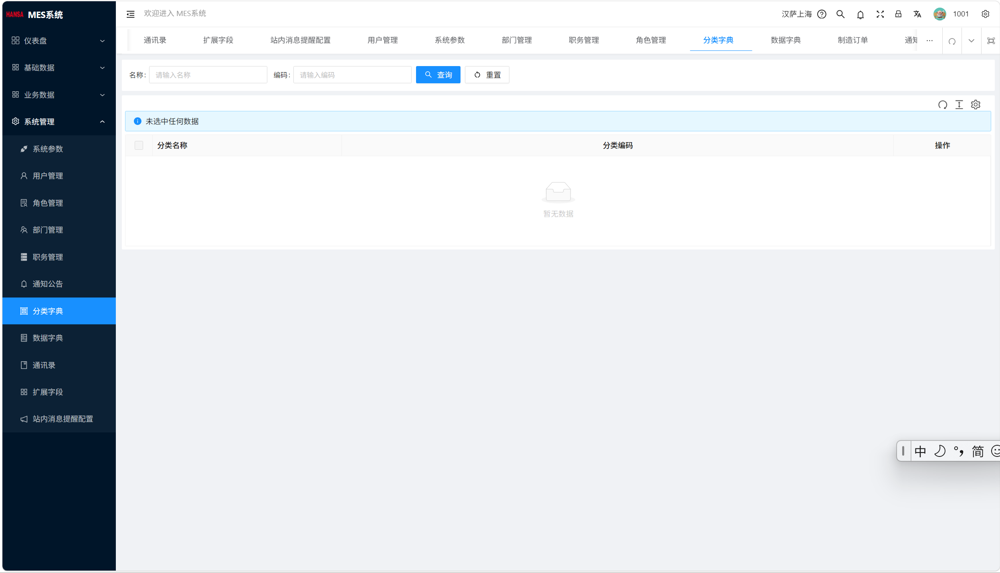 HANSA MES系统
欢迎进入 MES系统
汉萨上海
1001
仪表盘
基础数据
业务数据
系统管理
系统参数
用户管理
角色管理
部门管理
职务管理
通知公告
分类字典
数据字典
通讯录
扩展字段
站内消息提醒配置
通讯录 扩展字段 站内消息提醒配置 用户管理 系统参数 部门管理 职务管理 角色管理 分类字典 数据字典 制造订单 通知 ···
名称: 请输入名称 编码: 请输入编码 查询 重置
未选中任何数据
分类名称 分类编码 操作
暂无数据
中 °, 简